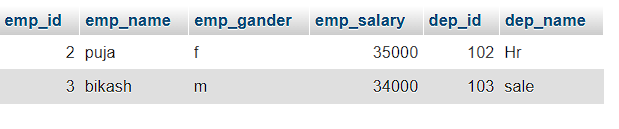 emp_id emp_name emp_gander emp_salary dep_id dep_name
2 puja f 35000 102 Hr
3 bikash m 34000 103 sale